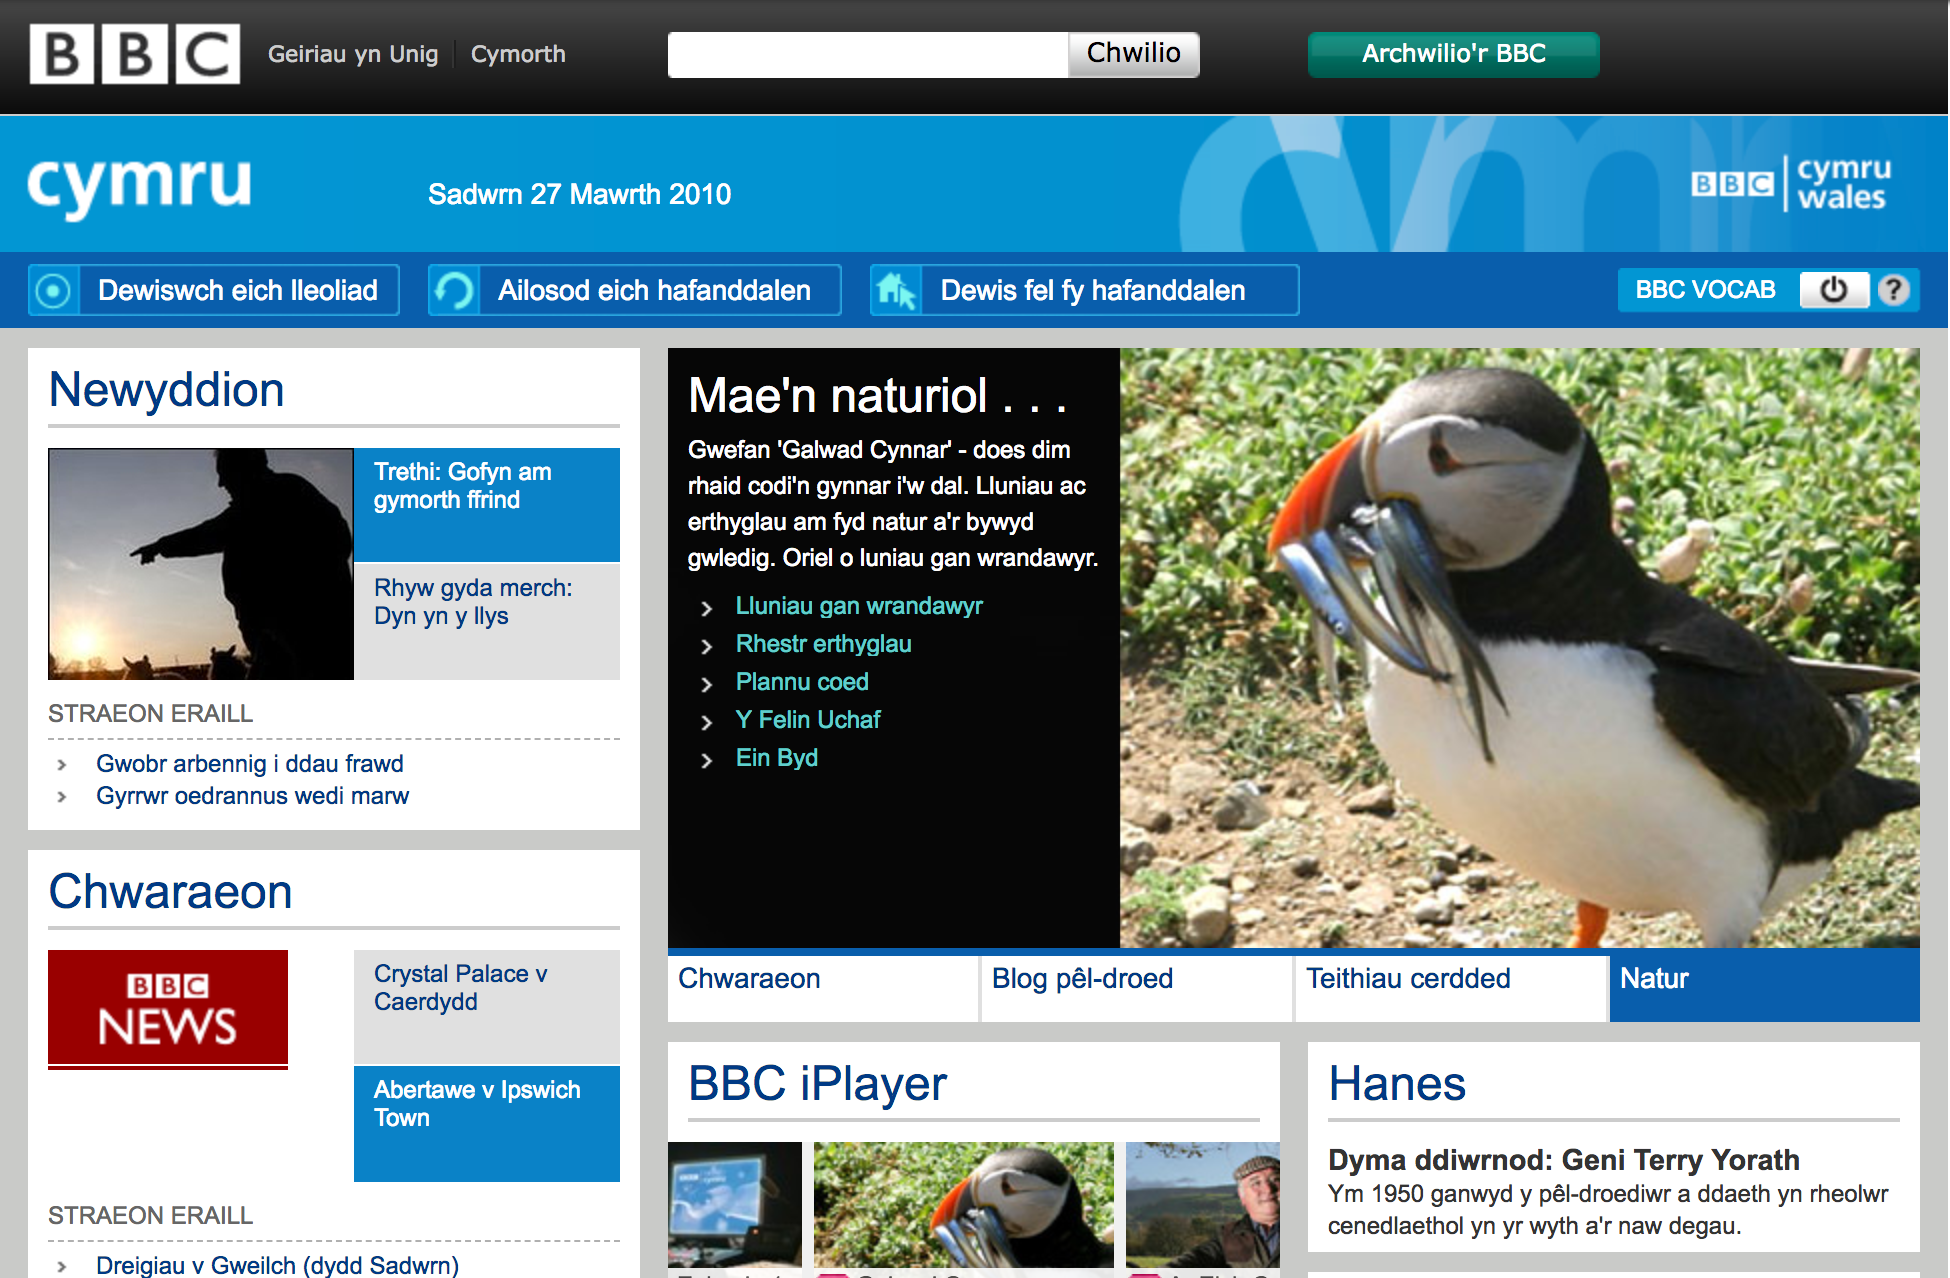 BBC
Geiriau yn Unig
Cymorth
Chwilio
Archwilio'r BBC
cymru
Sadwrn 27 Mawrth 2010
BBC cymru
wales
Dewiswch eich lleoliad
Ailosod eich hafanddalen
Dewis fel fy hafanddalen
BBC VOCAB
?
Newyddion
Trethi: Gofyn am
gymorth ffrind
Rhyw gyda merch:
Dyn yn y llys
STRAEON ERAILL
Gwobr arbennig i ddau frawd
Gyrrwr oedrannus wedi marw
Chwaraeon
BBC
NEWS
Crystal Palace v
Caerdydd
Abertawe v Ipswich
Town
STRAEON ERAILL
Dreigiau v Gweilch (dydd Sadwrn)
Mae'n naturiol . . .
Gwefan 'Galwad Cynnar' - does dim
rhaid codi'n gynnar i'w dal. Lluniau ac
erthyglau am fyd natur a'r bywyd
gwledig. Oriel o luniau gan wrandawyr.
Lluniau gan wrandawyr
Rhestr erthyglau
Plannu coed
Y Felin Uchaf
Ein Byd
Chwaraeon
Blog pêl-droed
Teithiau cerdded
Natur
BBC iPlayer
Hanes
Dyma ddiwrnod: Geni Terry Yorath
Ym 1950 ganwyd y pêl-droediwr a ddaeth yn rheolwr
cenedlaethol yn yr wyth a'r naw degau.